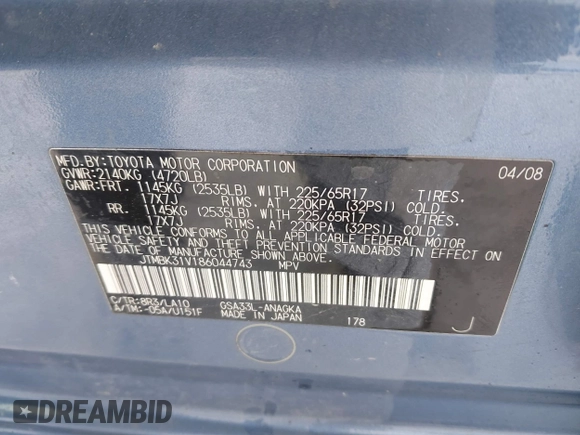 MFD.BY:TOYOTA MOTOR CORPORATION 04/08
GVWR:2140KG (4720LB)
GAWR:FRT. 1145KG (2535LB) WITH 225/65R17 TIRES.
17X7J RIMS. AT 220KPA (32PSI) COLD.
RR. 1145KG (2535LB) WITH 225/65R17 TIRES.
17X7J RIMS. AT 220KPA (32PSI) COLD.
THIS VEHICLE CONFORMS TO ALL APPLICABLE FEDERAL MOTOR
VEHICLE SAFETY AND THEFT PREVENTION STANDARDS IN EFFECT ON
THE DATE OF MANUFACTURE SHOWN ABOVE.
JTMBK31V186044743 MPV
C/TR:8R3/LA10 GSA33L-ANAGKA
A/TM:-05A/U151F MADE IN JAPAN 178 J
DREAMBID